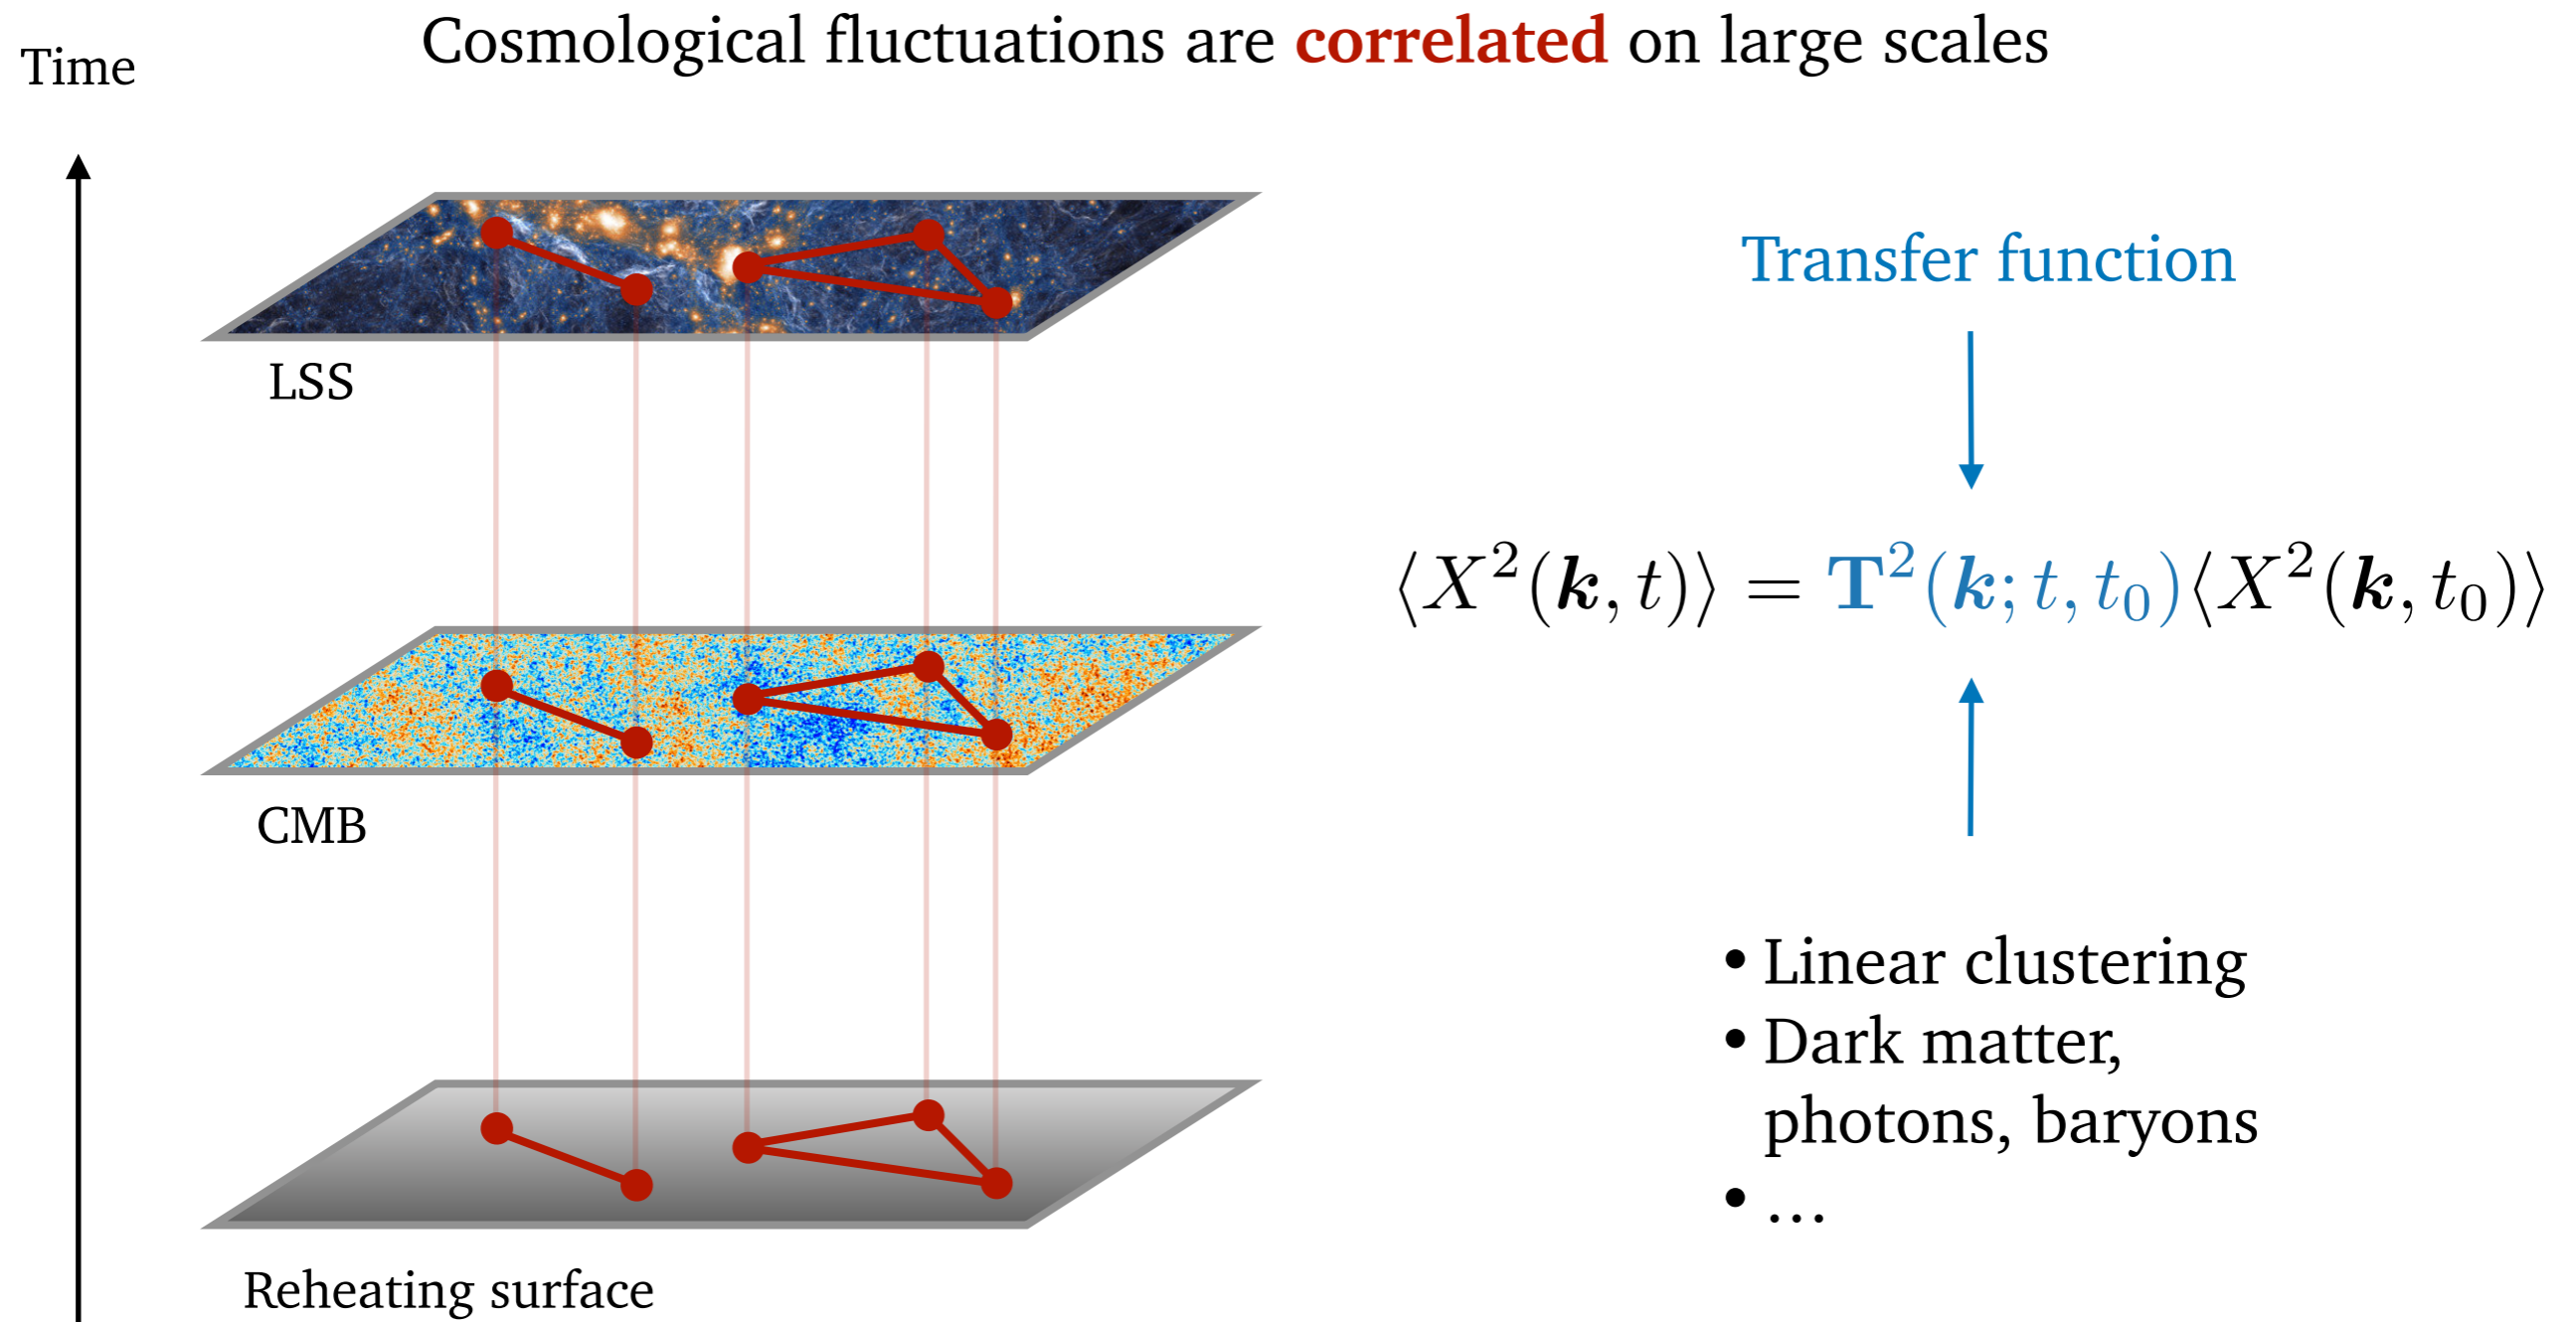 Cosmological fluctuations are correlated on large scales
Time
LSS
CMB
Reheating surface
Transfer function
⟨X²(k, t)⟩ = T²(k; t, t₀)⟨X²(k, t₀)⟩
• Linear clustering
• Dark matter,
photons, baryons
• ...